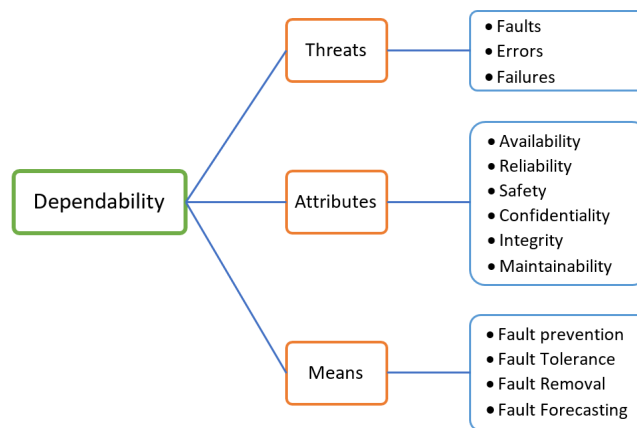 Dependability
Threats
• Faults
• Errors
• Failures
Attributes
• Availability
• Reliability
• Safety
• Confidentiality
• Integrity
• Maintainability
Means
• Fault prevention
• Fault Tolerance
• Fault Removal
• Fault Forecasting